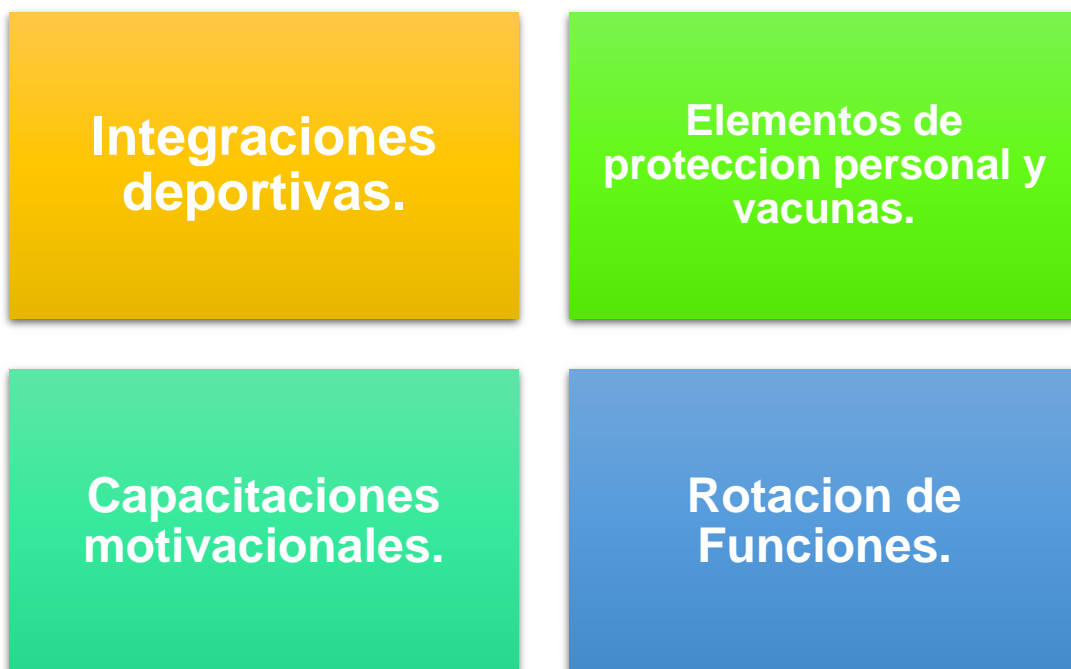 Integraciones
deportivas.
Elementos de
proteccion personal y
vacunas.
Capacitaciones
motivacionales.
Rotacion de
Funciones.